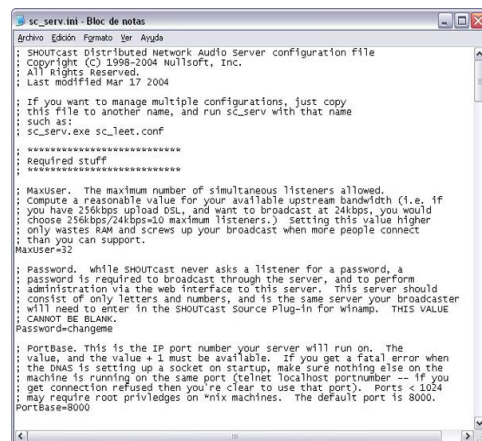 sc_serv.ini - Bloc de notas
Archivo Edición Formato Ver Ayuda
; SHOUTcast Distributed Network Audio Server configuration file
; Copyright (C) 1998-2004 Nullsoft, Inc.
; All Rights Reserved.
; Last modified Mar 17 2004
; If you want to manage multiple configurations, just copy
; this file to another name, and run sc_serv with that name
; such as:
; sc_serv.exe sc_leet.conf
; ***************************
; Required stuff
; ***************************
; MaxUser. The maximum number of simultaneous listeners allowed.
; Compute a reasonable value for your available upstream bandwidth (i.e. if
; you have 256kbps upload DSL, and want to broadcast at 24kbps, you would
; choose 256kbps/24kbps=10 maximum listeners.) Setting this value higher
; only wastes RAM and screws up your broadcast when more people connect
; than you can support.
MaxUser=32
; Password. While SHOUTcast never asks a listener for a password, a
; password is required to broadcast through the server, and to perform
; administration via the web interface to this server. This server should
; consist of only letters and numbers, and is the same server your broadcaster
; will need to enter in the SHOUTcast Source Plug-in for Winamp. THIS VALUE
; CANNOT BE BLANK.
Password=changeme
; PortBase. This is the IP port number your server will run on. The
; value, and the value + 1 must be available. If you get a fatal error when
; the DNAS is setting up a socket on startup, make sure nothing else on the
; machine is running on the same port (telnet localhost portnumber -- if you
; get connection refused then you're clear to use that port). Ports < 1024
; may require root privledges on *nix machines. The default port is 8000.
PortBase=8000